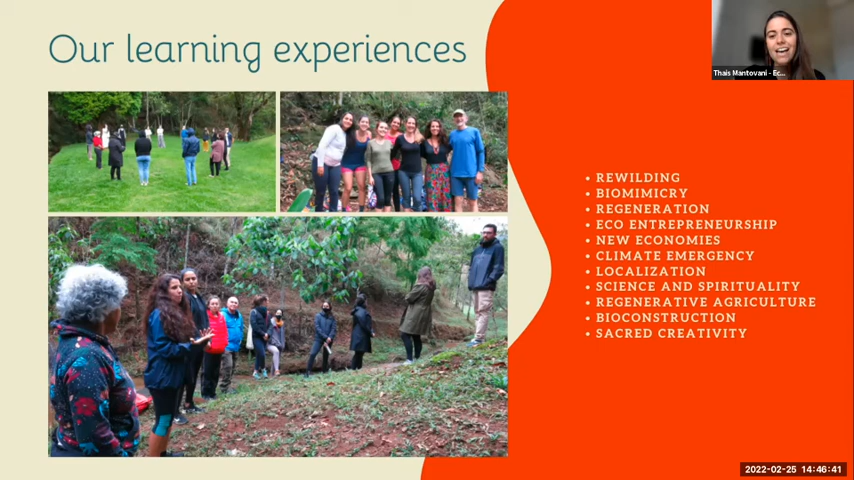 Our learning experiences
Thais Mantovani - Ec...
• REWILDING
• BIOMIMICRY
• REGENERATION
• ECO ENTREPRENEURSHIP
• NEW ECONOMIES
• CLIMATE EMERGENCY
• LOCALIZATION
• SCIENCE AND SPIRITUALITY
• REGENERATIVE AGRICULTURE
• BIOCONSTRUCTION
• SACRED CREATIVITY
2022-02-25 14:46:41